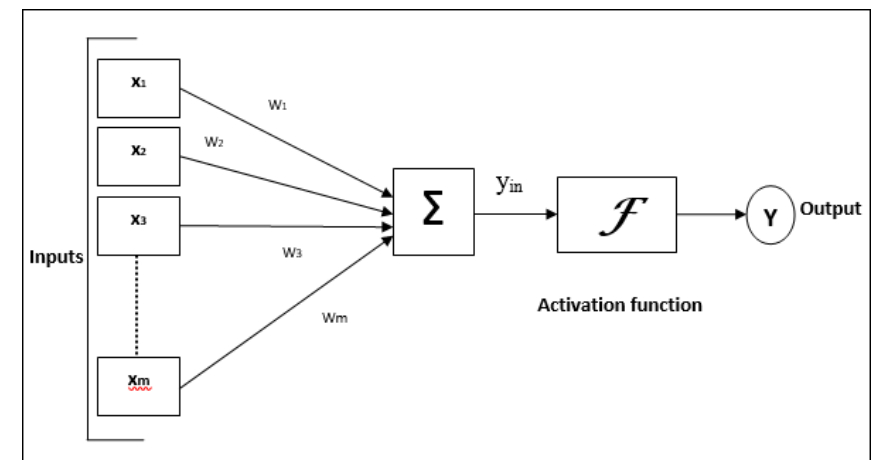 x₁
W₁
x₂
W₂
x₃
Σ
yᵢₙ
𝓕
Y
Output
Inputs
W₃
Activation function
Wm
xm